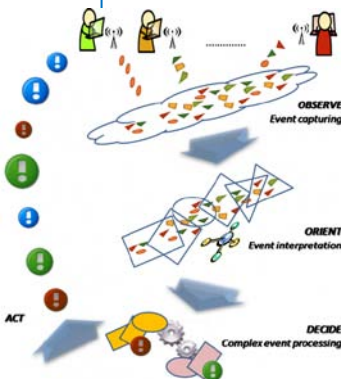 OBSERVE
Event capturing
ORIENT
Event interpretation
ACT
DECIDE
Complex event processing